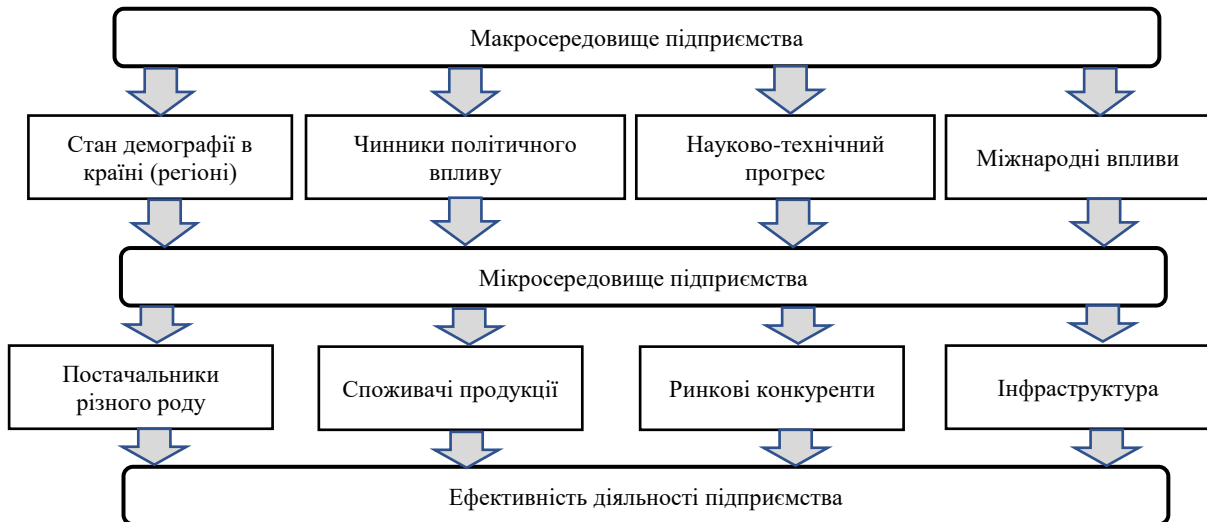 Макросередовище підприємства
Стан демографії в
країні (регіоні)
Чинники політичного
впливу
Науково-технічний
прогрес
Міжнародні впливи
Мікросередовище підприємства
Постачальники
різного роду
Споживачі продукції
Ринкові конкуренти
Інфраструктура
Ефективність діяльності підприємства